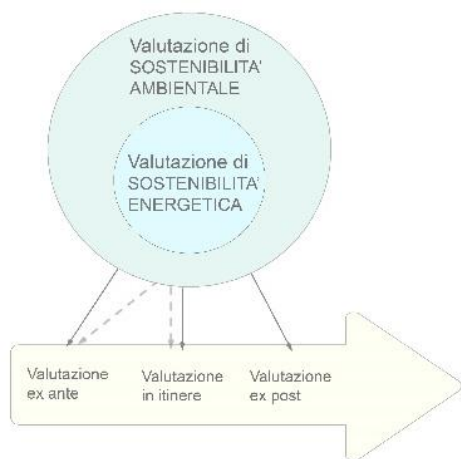 Valutazione di
SOSTENIBILITA'
AMBIENTALE
Valutazione di
SOSTENIBILITA'
ENERGETICA
Valutazione
ex ante
Valutazione
in itinere
Valutazione
ex post